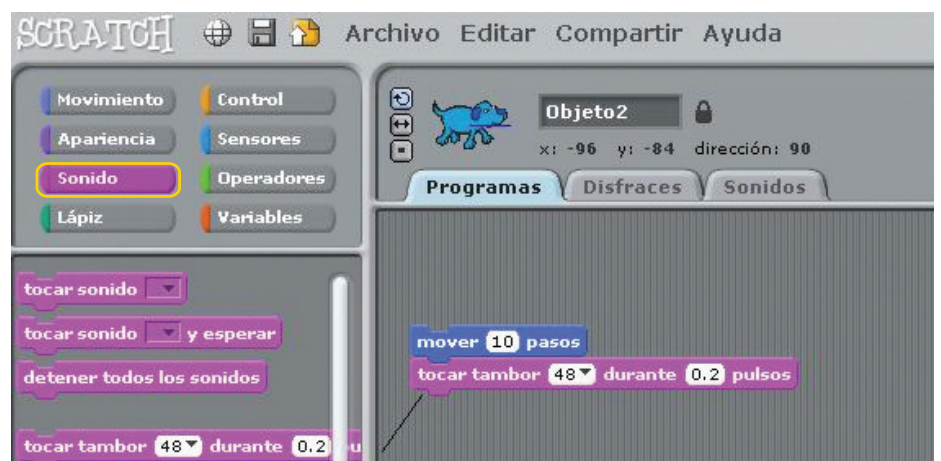 SCRATCH Archivo Editar Compartir Ayuda
Movimiento Control
Apariencia Sensores
Sonido Operadores
Lápiz Variables
tocar sonido
tocar sonido y esperar
detener todos los sonidos
tocar tambor 48 durante 0.2
Objeto2
x: -96 y: -84 dirección: 90
Programas Disfraces Sonidos
mover 10 pasos
tocar tambor 48 durante 0.2 pulsos